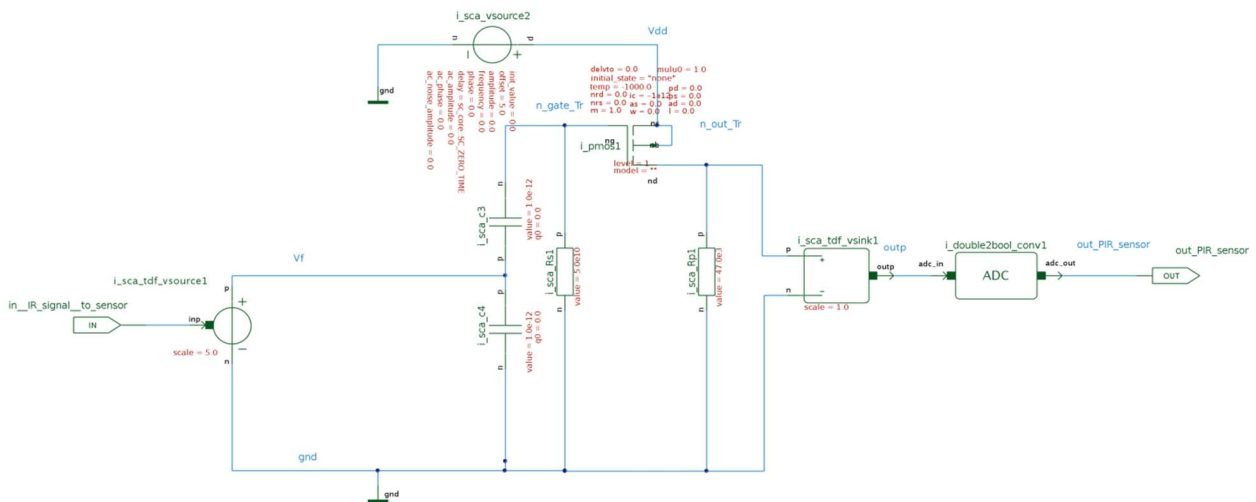 i_sca_vsource2
n
p
Vdd
gnd
init_value = 0.0
offset = 5.0
amplitude = 0.0
frequency = 0.0
phase = 0.0
delay = sc_core::SC_ZERO_TIME
ac_amplitude = 0.0
ac_phase = 0.0
ac_noise_amplitude = 0.0
delvto = 0.0
mulu0 = 1.0
initial_state = "none"
temp = -1000.0
pd = 0.0
nrd = 0.0
ic = -1e12
ps = 0.0
nrs = 0.0
as = 0.0
ad = 0.0
m = 1.0
w = 0.0
l = 0.0
n_gate_Tr
n_out_Tr
ng
i_pmos1
level = 1
model = ""
nd
n
i_sca_c3
value = 1.0e-12
q0 = 0.0
p
p
i_sca_Rs1
value = 5.0e10
n
p
i_sca_Rp1
value = 47.0e3
n
Vf
i_sca_tdf_vsource1
p
in__IR_signal__to_sensor
IN
inp
scale = 5.0
n
p
i_sca_c4
value = 1.0e-12
q0 = 0.0
n
i_sca_tdf_vsink1
p
n
outp
scale = 1.0
outp
adc_in
i_double2bool_conv1
ADC
adc_out
out_PIR_sensor
out_PIR_sensor
OUT
gnd
gnd